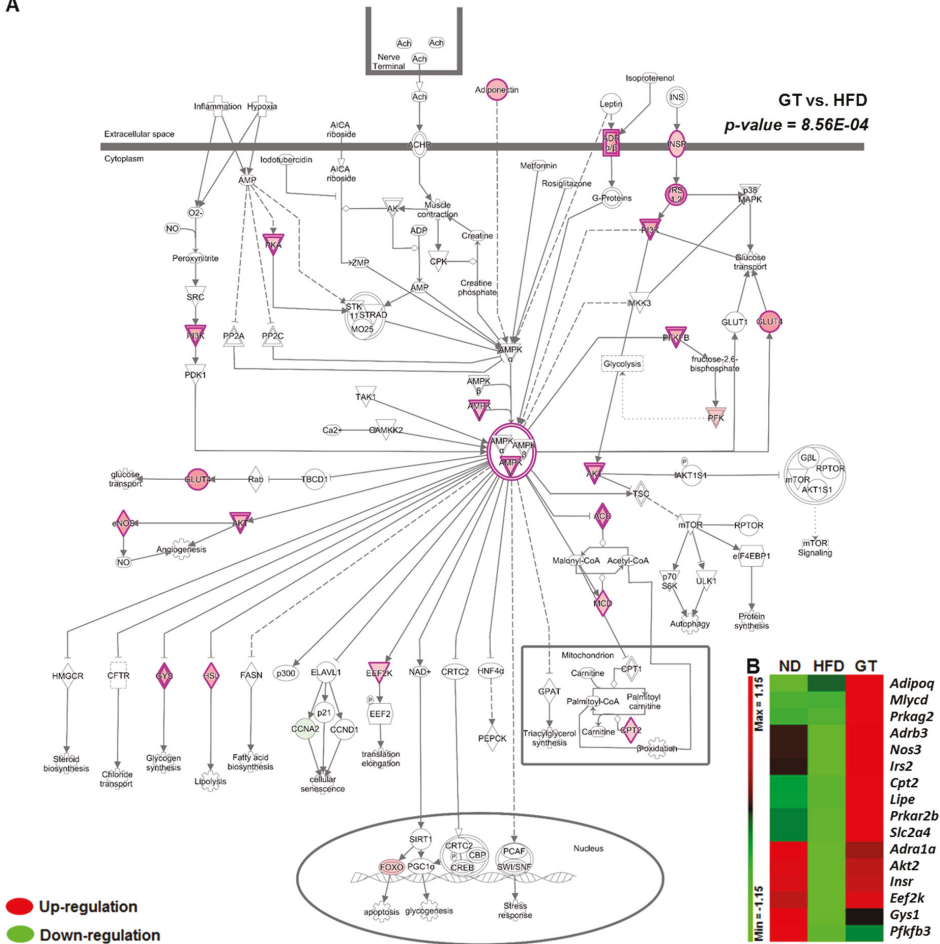 A
Ach
Ach
Nerve
Terminal
Ach
Ach
Isoproterenol
Adiponectin
Leptin
INS
GT vs. HFD
p-value = 8.56E-04
Inflammation
Hypoxia
AICA
riboside
Extracellular space
Cytoplasm
ACHR
INSR
Iodotubercidin
AICA
riboside
Metformin
Rosiglitazone
AMP
IRS
1,2
p38
MAPK
G-Proteins
O2-
AK
Muscle
contraction
NO
PKA
ADP
Creatine
PI3K
Peroxynitrite
ZMP
CPK
Glucose
transport
SRC
AMP
Creatine
phosphate
MKK3
STK
11
STRAD
MO25
PI3K
PP2A
PP2C
PFKFB
GLUT1
GLUT4
AMPK
α
fructose-2,6-
bisphosphate
Glycolysis
PDK1
AMPK
β
TAK1
AMPK
PFK
Ca2+
CAMKK2
AMPK
α
AMPK
β
AMPK
GβL
RPTOR
mTOR
AKT1S1
glucose
transport
GLUT4
Rab
TBCD1
AKT
P
AKT1S1
TSC
eNOS
AKT
ACC
mTOR
RPTOR
mTOR
Signaling
NO
Angiogenesis
Malonyl-CoA
Acetyl-CoA
eIF4EBP1
p70
S6K
ULK1
MCD
Autophagy
Protein
synthesis
Mitochondrion
HMGCR
CFTR
GYS
HSL
FASN
p300
ELAVL1
EEF2K
NAD+
CRTC2
HNF4α
GPAT
Carnitine
CPT1
p21
P
EEF2
Palmitoyl-CoA
Palmitoyl
carnitine
CCNA2
CCND1
PEPCK
Triacylglycerol
synthesis
Carnitine
CPT2
β-oxidation
Steroid
biosynthesis
Chloride
transport
Glycogen
synthesis
Lipolysis
Fatty acid
biosynthesis
cellular
senescence
translation
elongation
SIRT1
CRTC2
P
CBP
CREB
PCAF
SWI/SNF
Nucleus
FOXO
PGC1α
apoptosis
glycogenesis
Stress
response
Up-regulation
Down-regulation
B
ND HFD GT
Max = 1.15
Min = -1.15
Adipoq
Mlycd
Prkag2
Adrb3
Nos3
Irs2
Cpt2
Lipe
Prkar2b
Slc2a4
Adra1a
Akt2
Insr
Eef2k
Gys1
Pfkfb3